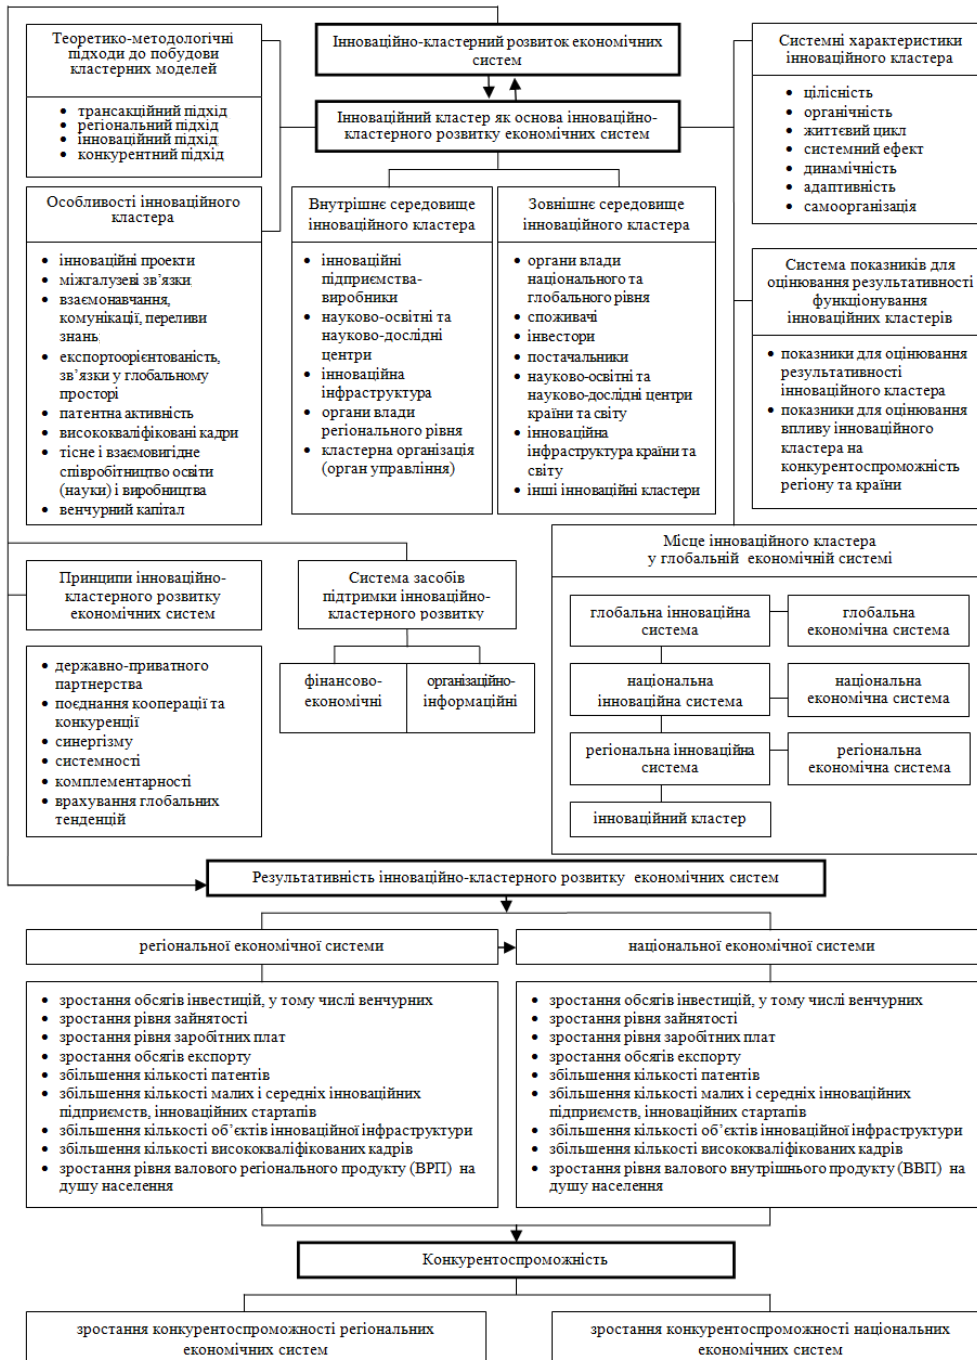 Теоретико-методологічні
підходи до побудови
кластерних моделей
• трансакційний підхід
• регіональний підхід
• інноваційний підхід
• конкурентний підхід
Інноваційно-кластерний розвиток економічних
систем
Інноваційний кластер як основа інноваційно-
кластерного розвитку економічних систем
Системні характеристики
інноваційного кластера
• цілісність
• органічність
• життєвий цикл
• системний ефект
• динамічність
• адаптивність
• самоорганізація
Особливості інноваційного
кластера
• інноваційні проекти
• міжгалузеві зв’язки
• взаємонавчання,
комунікації, переливи
знань
• експортоорієнтованість,
зв’язки у глобальному
просторі
• патентна активність
• висококваліфіковані кадри
• тісне і взаємовигідне
співробітництво освіти
(науки) і виробництва
• венчурний капітал
Внутрішнє середовище
інноваційного кластера
• інноваційні
підприємства-
виробники
• науково-освітні та
науково-дослідні
центри
• інноваційна
інфраструктура
• органи влади
регіонального рівня
• кластерна організація
(орган управління)
Зовнішнє середовище
інноваційного кластера
• органи влади
національного та
глобального рівня
• споживачі
• інвестори
• постачальники
• науково-освітні та
науково-дослідні центри
країни та світу
• інноваційна
інфраструктура країни та
світу
• інші інноваційні кластери
Система показників для
оцінювання результативності
функціонування
інноваційних кластерів
• показники для оцінювання
результативності
інноваційного кластера
• показники для оцінювання
впливу інноваційного
кластера на
конкурентоспроможність
регіону та країни
Принципи інноваційно-
кластерного розвитку
економічних систем
• державно-приватного
партнерства
• поєднання кооперації та
конкуренції
• синергізму
• системності
• комплементарності
• врахування глобальних
тенденцій
Система засобів
підтримки інноваційно-
кластерного розвитку
фінансово-
економічні
організаційно-
інформаційні
Місце інноваційного кластера
у глобальній економічній системі
глобальна інноваційна
система
глобальна
економічна система
національна
інноваційна система
національна
економічна система
регіональна інноваційна
система
регіональна
економічна система
інноваційний кластер
Результативність інноваційно-кластерного розвитку економічних систем
регіональної економічної системи
• зростання обсягів інвестицій, у тому числі венчурних
• зростання рівня зайнятості
• зростання рівня заробітних плат
• зростання обсягів експорту
• збільшення кількості патентів
• збільшення кількості малих і середніх інноваційних
підприємств, інноваційних стартапів
• збільшення кількості об’єктів інноваційної інфраструктури
• збільшення кількості висококваліфікованих кадрів
• зростання рівня валового регіонального продукту (ВРП) на
душу населення
національної економічної системи
• зростання обсягів інвестицій, у тому числі венчурних
• зростання рівня зайнятості
• зростання рівня заробітних плат
• зростання обсягів експорту
• збільшення кількості патентів
• збільшення кількості малих і середніх інноваційних
підприємств, інноваційних стартапів
• збільшення кількості об’єктів інноваційної інфраструктури
• збільшення кількості висококваліфікованих кадрів
• зростання рівня валового внутрішнього продукту (ВВП) на
душу населення
Конкурентоспроможність
зростання конкурентоспроможності регіональних
економічних систем
зростання конкурентоспроможності національних
економічних систем